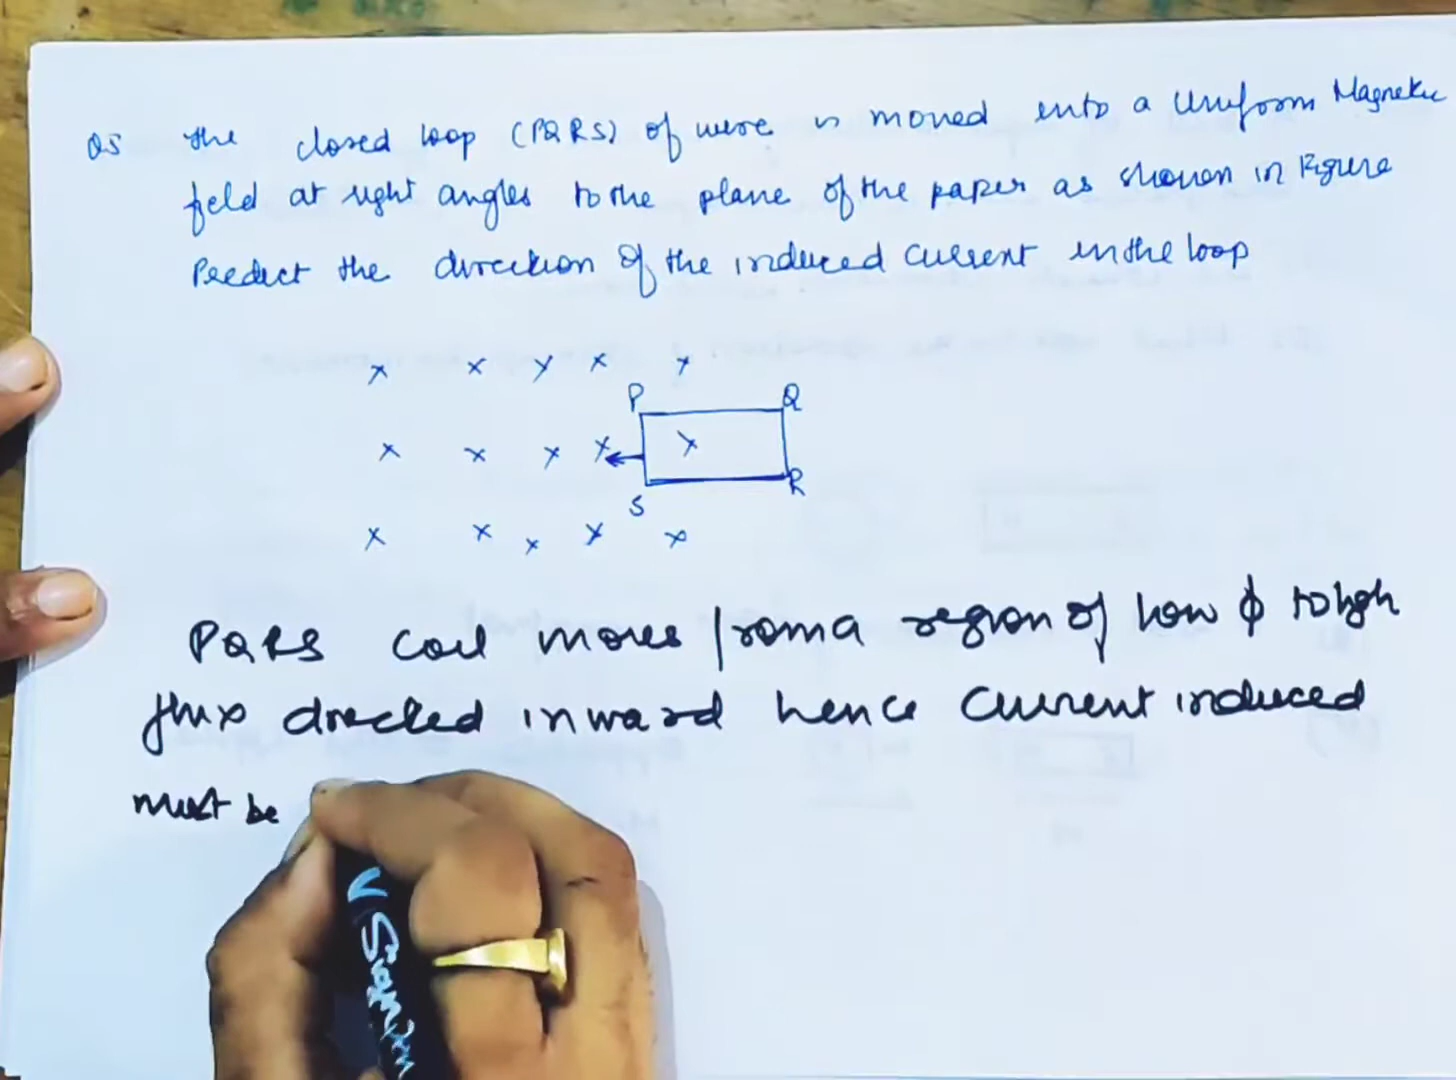 Q5 The closed loop (PQRS) of wire is moved into a Uniform Magnetic
field at right angles to the plane of the paper as shown in Figure
Predict the direction of the induced current in the loop
x x x x x
P Q
x x x x x
S R
x x x x x
PQRS coil moves from a region of low ϕ to high
flux directed inward hence current induced
must be